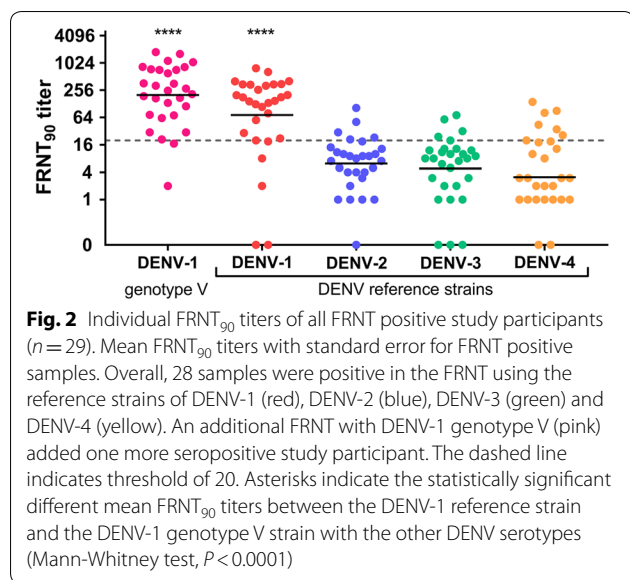 4096
1024
256
64
16
4
1
0
FRNT₉₀ titer
**** ****
DENV-1 DENV-1 DENV-2 DENV-3 DENV-4
genotype V DENV reference strains
Fig. 2 Individual FRNT₉₀ titers of all FRNT positive study participants
(n = 29). Mean FRNT₉₀ titers with standard error for FRNT positive
samples. Overall, 28 samples were positive in the FRNT using the
reference strains of DENV-1 (red), DENV-2 (blue), DENV-3 (green) and
DENV-4 (yellow). An additional FRNT with DENV-1 genotype V (pink)
added one more seropositive study participant. The dashed line
indicates threshold of 20. Asterisks indicate the statistically significant
different mean FRNT₉₀ titers between the DENV-1 reference strain
and the DENV-1 genotype V strain with the other DENV serotypes
(Mann-Whitney test, P < 0.0001)